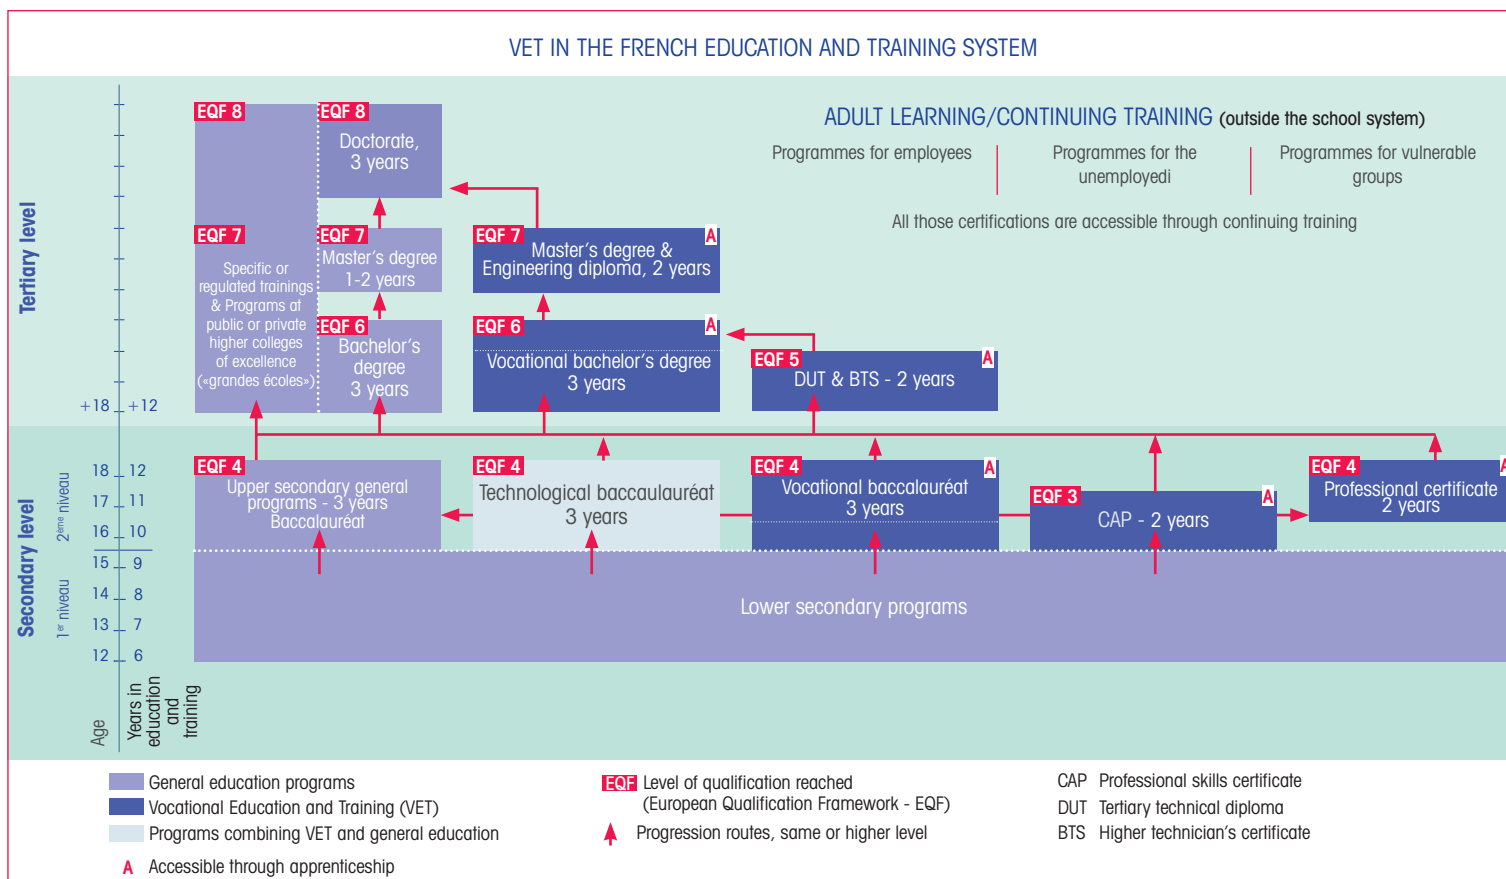 VET IN THE FRENCH EDUCATION AND TRAINING SYSTEM
ADULT LEARNING/CONTINUING TRAINING (outside the school system)
Programmes for employees
Programmes for the
unemployedi
Programmes for vulnerable
groups
All those certifications are accessible through continuing training
Tertiary level
EQF 8
EQF 7
Specific or
regulated trainings
& Programs at
public or private
higher colleges
of excellence
(«grandes écoles»)
EQF 8
Doctorate,
3 years
EQF 7
Master's degree
1-2 years
EQF 6
Bachelor's
degree
3 years
EQF 7
A
Master's degree &
Engineering diploma, 2 years
EQF 6
A
Vocational bachelor's degree
3 years
EQF 5
A
DUT & BTS - 2 years
+18 +12
Secondary level
2ème niveau
1er niveau
18 12
17 11
16 10
15 9
14 8
13 7
12 6
Age
Years in
education
and
training
EQF 4
Upper secondary general
programs - 3 years
Baccalauréat
EQF 4
Technological baccaulauréat
3 years
EQF 4
A
Vocational baccalauréat
3 years
EQF 3
A
CAP - 2 years
EQF 4
A
Professional certificate
2 years
Lower secondary programs
General education programs
Vocational Education and Training (VET)
Programs combining VET and general education
A Accessible through apprenticeship
EQF Level of qualification reached
(European Qualification Framework - EQF)
Progression routes, same or higher level
CAP Professional skills certificate
DUT Tertiary technical diploma
BTS Higher technician's certificate